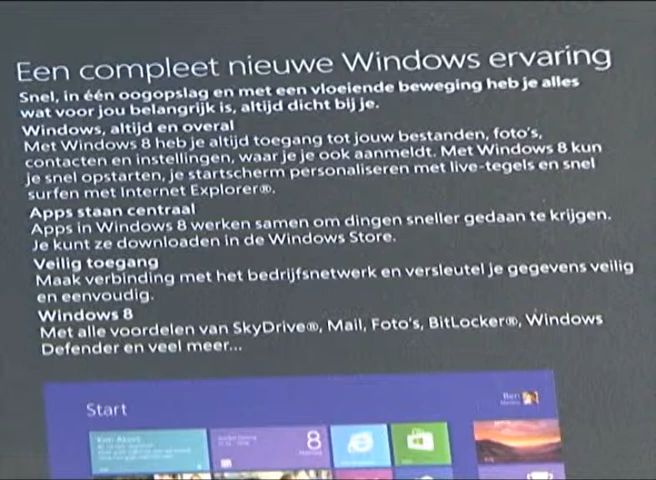 Een compleet nieuwe Windows ervaring
Snel, in één oogopslag en met een vloeiende beweging heb je alles
wat voor jou belangrijk is, altijd dicht bij je.
Windows, altijd en overal
Met Windows 8 heb je altijd toegang tot jouw bestanden, foto's,
contacten en instellingen, waar je je ook aanmeldt. Met Windows 8 kun
je snel opstarten, je startscherm personaliseren met live-tegels en snel
surfen met Internet Explorer®.
Apps staan centraal
Apps in Windows 8 werken samen om dingen sneller gedaan te krijgen.
Je kunt ze downloaden in de Windows Store.
Veilig toegang
Maak verbinding met het bedrijfsnetwerk en versleutel je gegevens veilig
en eenvoudig.
Windows 8
Met alle voordelen van SkyDrive®, Mail, Foto's, BitLocker®, Windows
Defender en veel meer...
Start
Ben
8